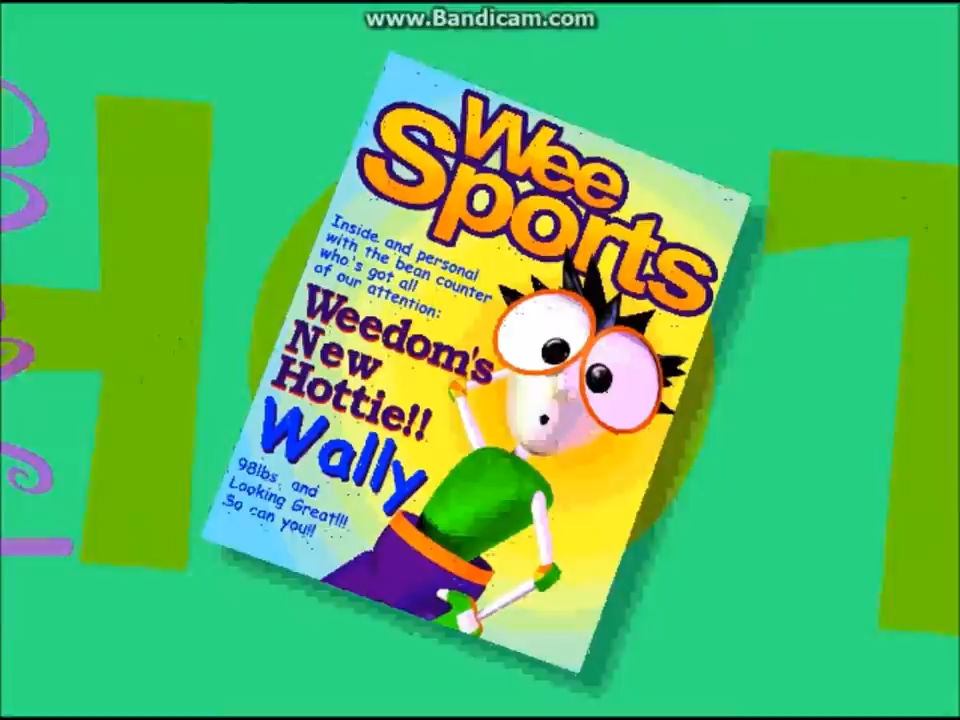 www.Bandicam.com
HOT
Wee
Sports
Inside and personal
with the bean counter
who's got all
of our attention:
Weedom's
New
Hottie!!
Wally
98lbs. and
Looking Great!!!
So can you!!